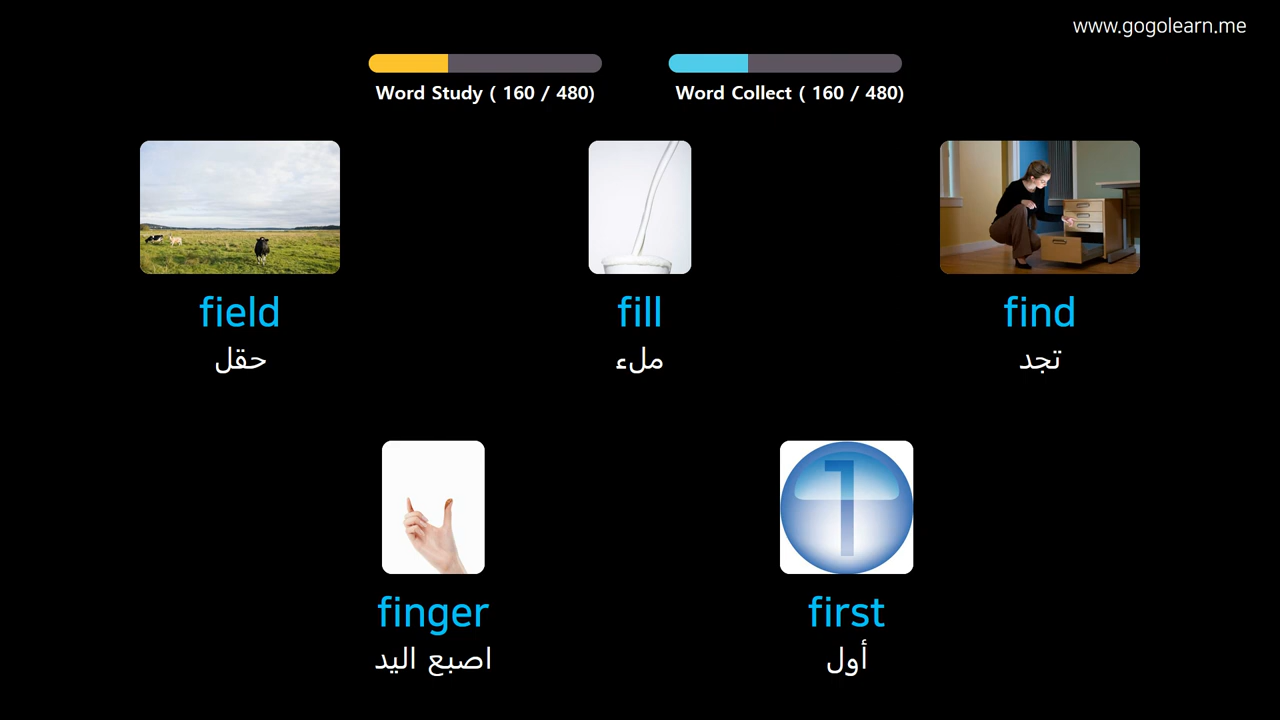 www.gogolearn.me
Word Study ( 160 / 480)
Word Collect ( 160 / 480)
field
حقل
fill
ملء
find
تجد
finger
اصبع اليد
first
أول